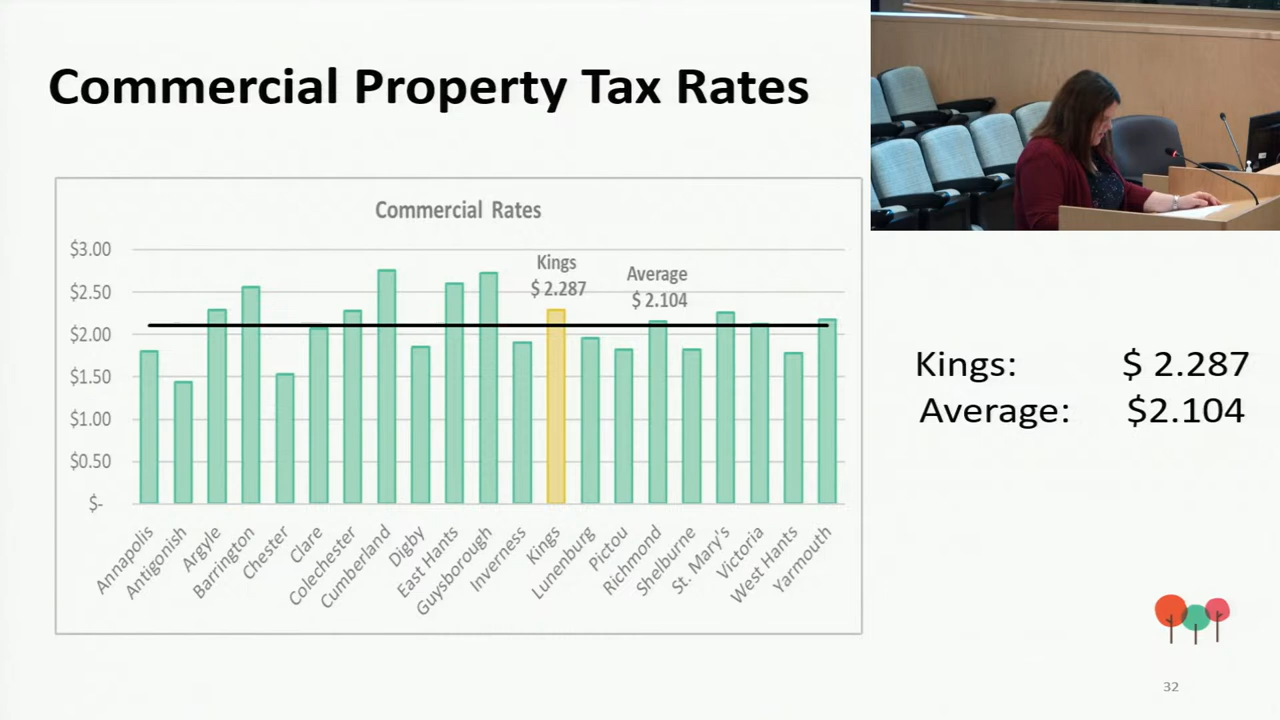 Commercial Property Tax Rates
Commercial Rates
$3.00
$2.50
$2.00
$1.50
$1.00
$0.50
$-
Kings
$ 2.287
Average
$ 2.104
Annapolis
Antigonish
Argyle
Barrington
Chester
Clare
Colechester
Cumberland
Digby
East Hants
Guysborough
Inverness
Kings
Lunenburg
Pictou
Richmond
Shelburne
St. Mary's
Victoria
West Hants
Yarmouth
Kings: $ 2.287
Average: $2.104
32